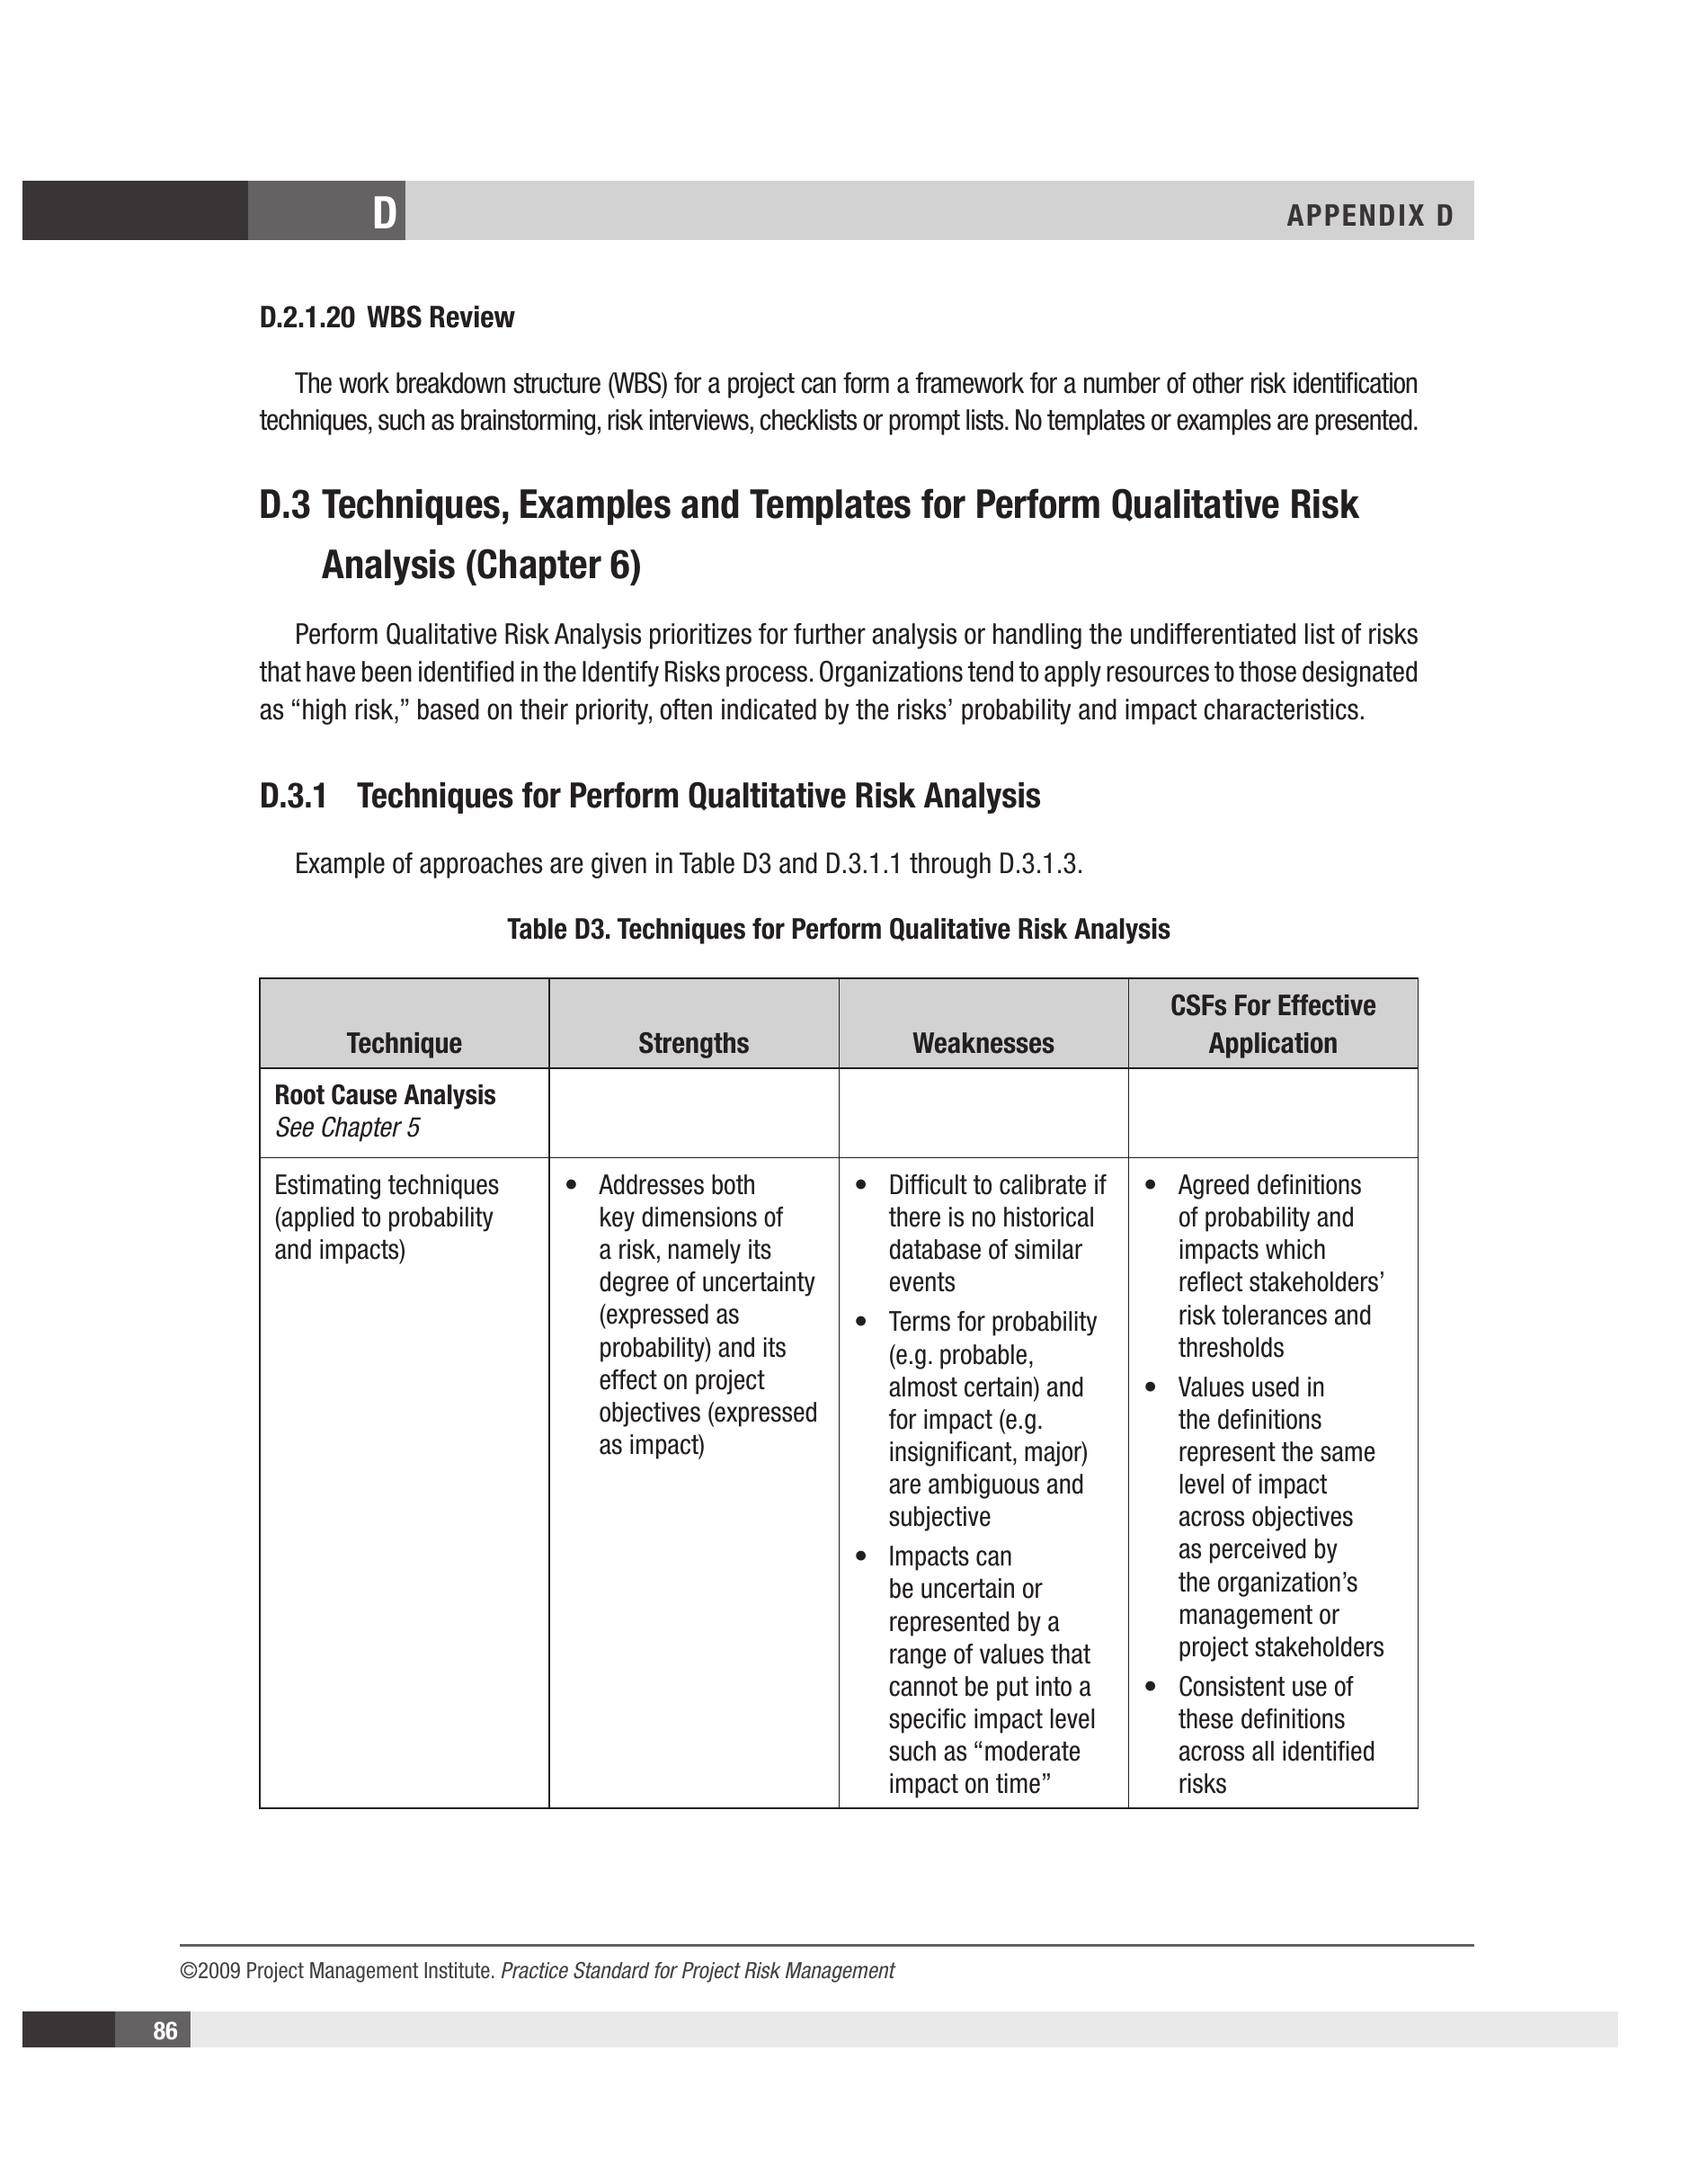 D
APPENDIX D
D.2.1.20 WBS Review
The work breakdown structure (WBS) for a project can form a framework for a number of other risk identification
techniques, such as brainstorming, risk interviews, checklists or prompt lists. No templates or examples are presented.
D.3 Techniques, Examples and Templates for Perform Qualitative Risk
Analysis (Chapter 6)
Perform Qualitative Risk Analysis prioritizes for further analysis or handling the undifferentiated list of risks
that have been identified in the Identify Risks process. Organizations tend to apply resources to those designated
as “high risk,” based on their priority, often indicated by the risks’ probability and impact characteristics.
D.3.1 Techniques for Perform Qualtitative Risk Analysis
Example of approaches are given in Table D3 and D.3.1.1 through D.3.1.3.
Table D3. Techniques for Perform Qualitative Risk Analysis
Technique
Strengths
Weaknesses
CSFs For Effective
Application
Root Cause Analysis
See Chapter 5
Estimating techniques
(applied to probability
and impacts)
• Addresses both
key dimensions of
a risk, namely its
degree of uncertainty
(expressed as
probability) and its
effect on project
objectives (expressed
as impact)
• Difficult to calibrate if
there is no historical
database of similar
events
• Terms for probability
(e.g. probable,
almost certain) and
for impact (e.g.
insignificant, major)
are ambiguous and
subjective
• Impacts can
be uncertain or
represented by a
range of values that
cannot be put into a
specific impact level
such as “moderate
impact on time”
• Agreed definitions
of probability and
impacts which
reflect stakeholders’
risk tolerances and
thresholds
• Values used in
the definitions
represent the same
level of impact
across objectives
as perceived by
the organization’s
management or
project stakeholders
• Consistent use of
these definitions
across all identified
risks
©2009 Project Management Institute. Practice Standard for Project Risk Management
86